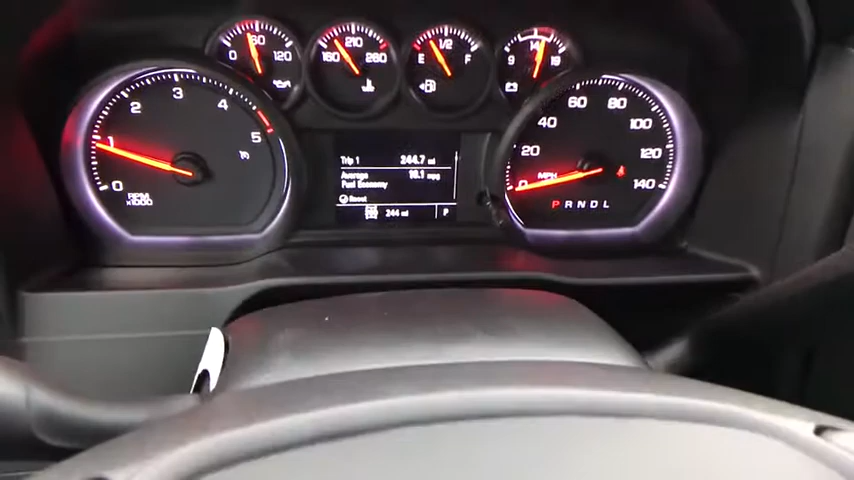 60
0 120
210
160 260
1/2
E F
14
9 19
2 3 4
1 5
0
RPM
x1000
Trip 1 244.7 mi
Average 16.1 mpg
Fuel Economy
Reset
244 mi P
60 80
40 100
20 120
0 MPH 140
P R N D L